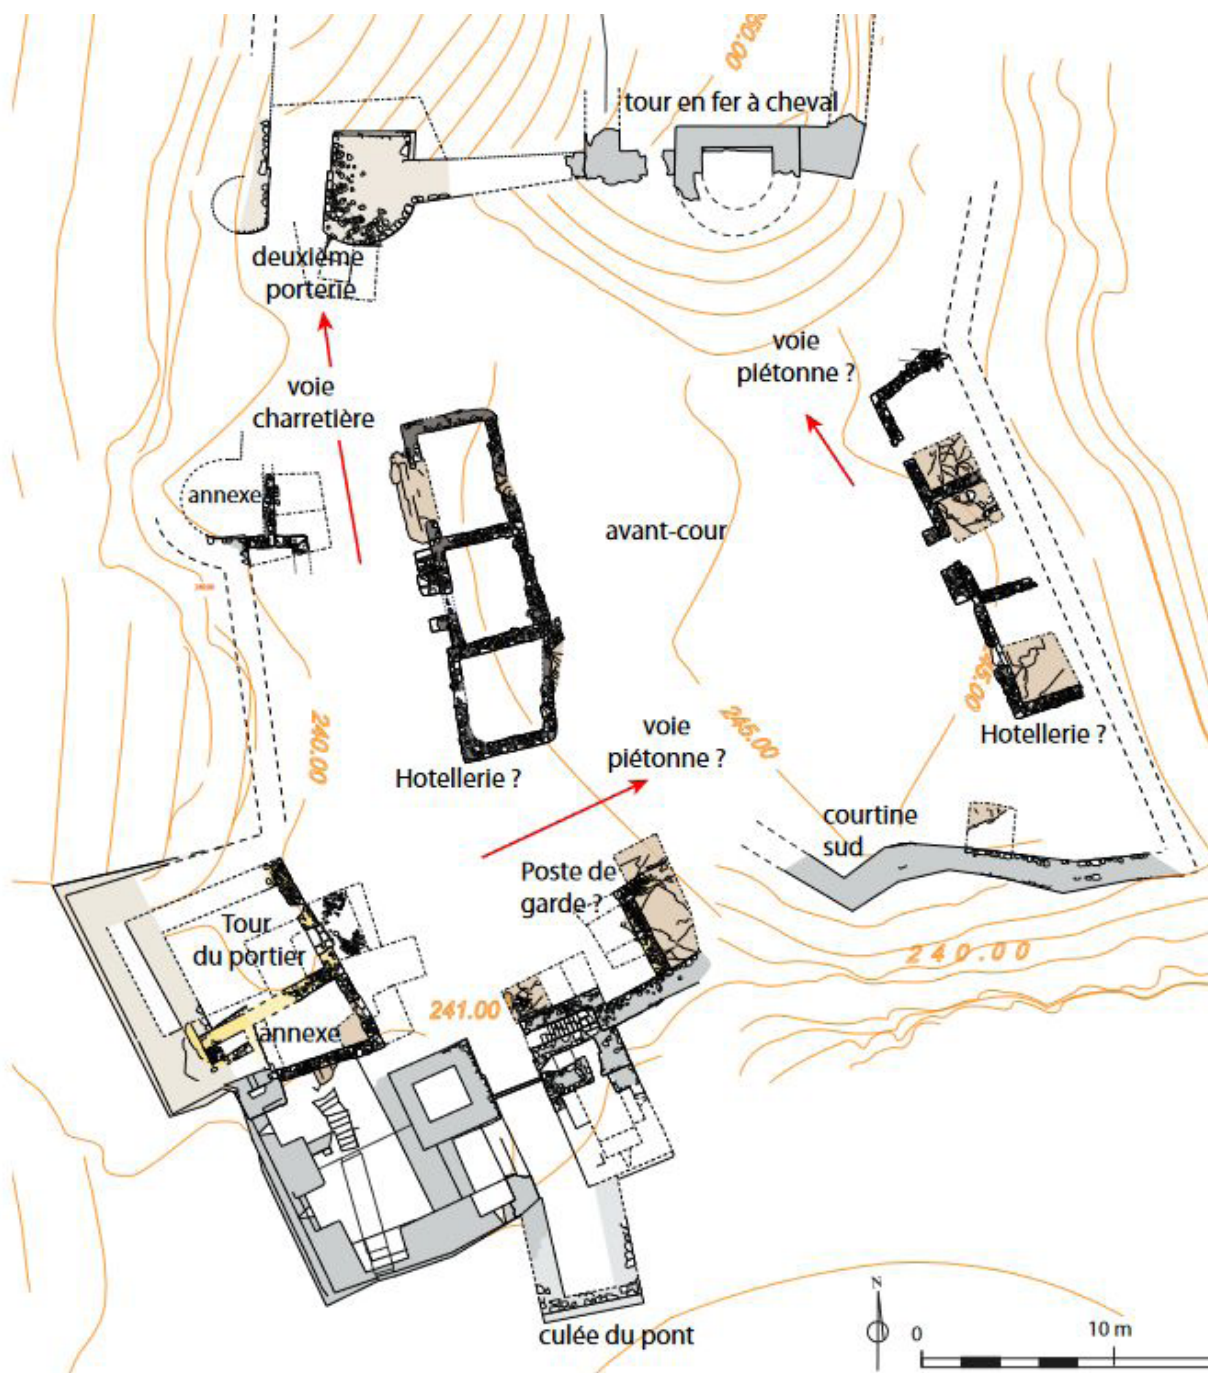 250.00
tour en fer à cheval
deuxième
porterie
voie
piétonne ?
voie
charretière
annexe
avant-cour
240.00
245.00
245.00
voie
piétonne ?
Hotellerie ?
Hotellerie ?
courtine
sud
Poste de
garde ?
Tour
du portier
240.00
241.00
annexe
N
0
10 m
culée du pont